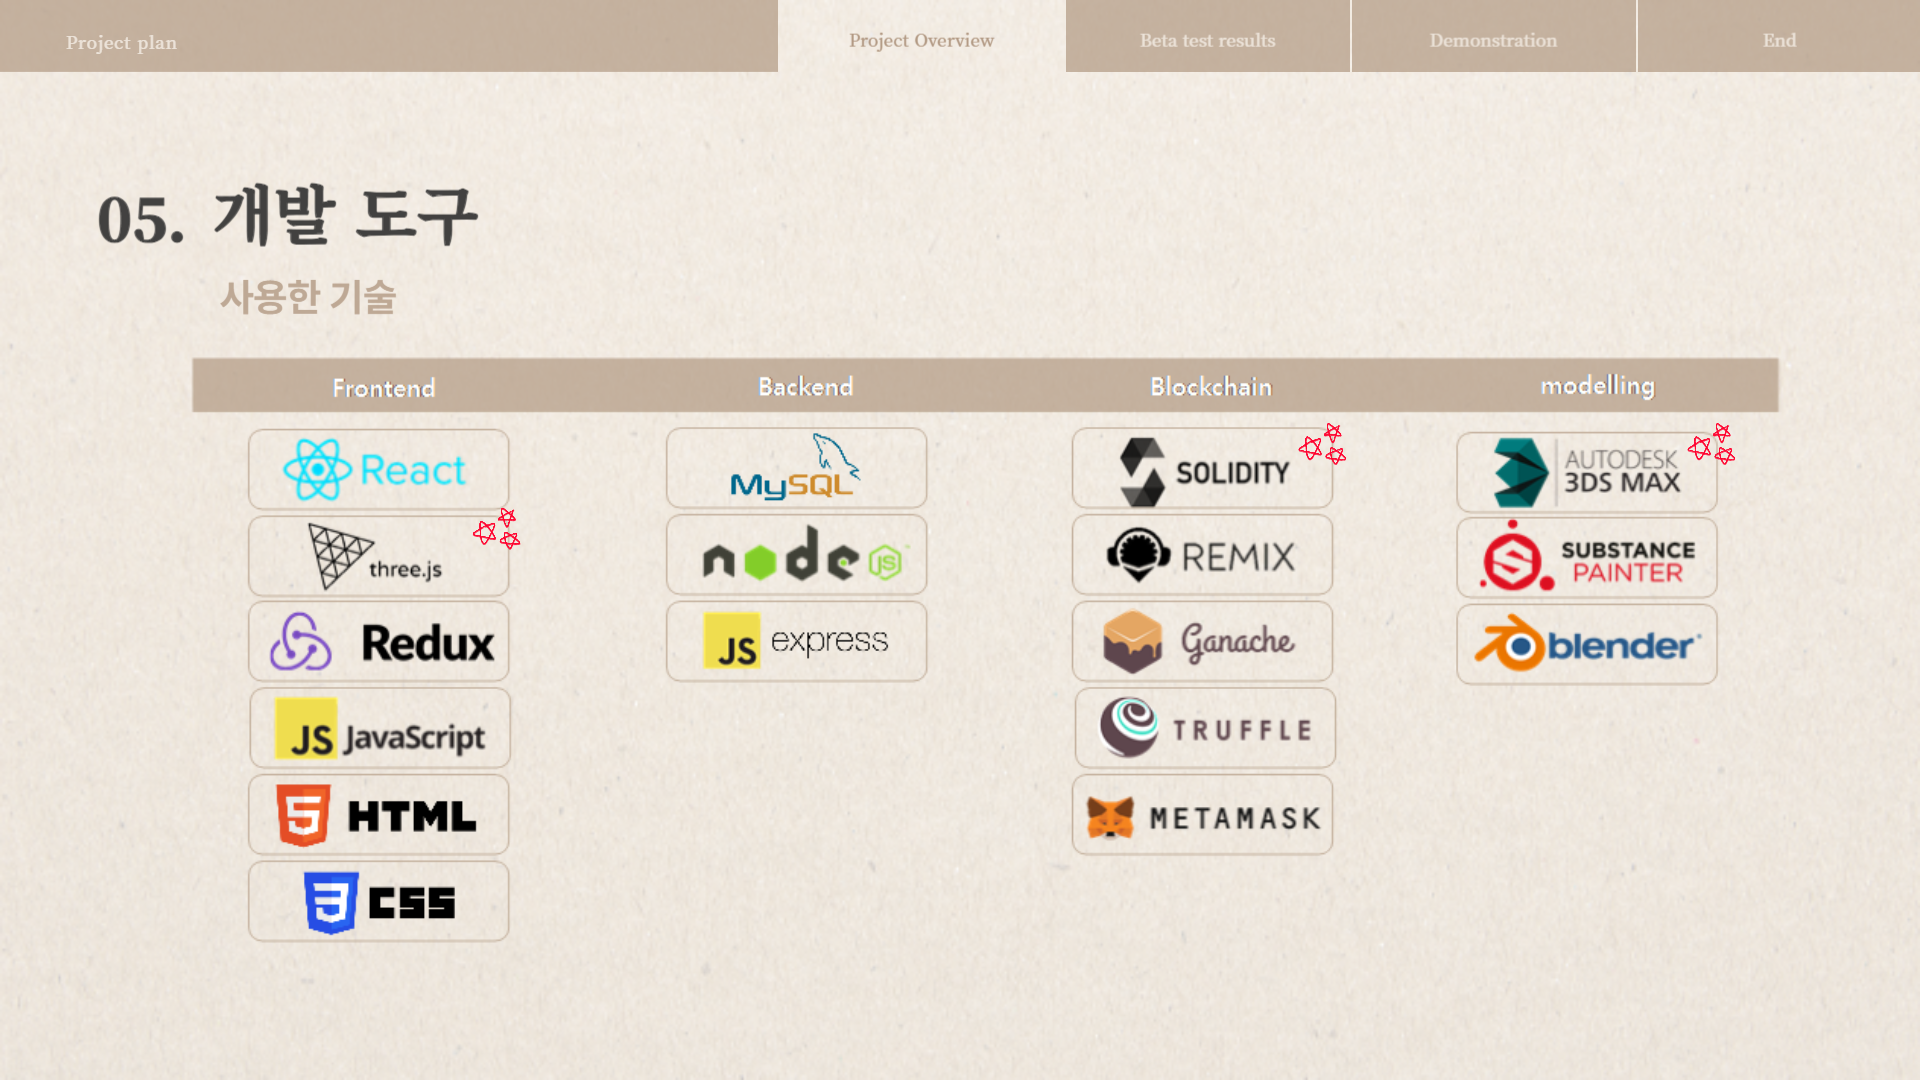 Project plan
Project Overview
Beta test results
Demonstration
End
05. 개발 도구
사용한 기술
Frontend
Backend
Blockchain
modelling
React
three.js
Redux
JS JavaScript
5 HTML
3 CSS
MySQL
node JS
JS express
SOLIDITY
REMIX
Ganache
TRUFFLE
METAMASK
AUTODESK
3DS MAX
S SUBSTANCE
PAINTER
blender